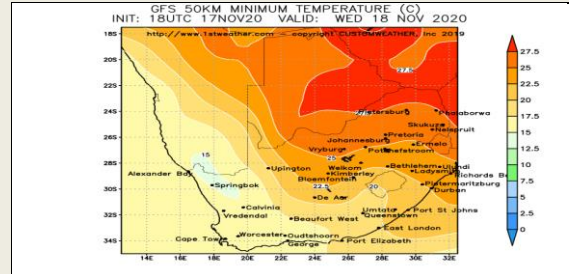 GFS 50KM MINIMUM TEMPERATURE (C)
INIT: 18UTC 17NOV20 VALID: WED 18 NOV 2020
http://www.1stweather.com — copyright CUSTOMWEATHER, Inc 2019
18S
20S
27.5
22S
24S
Pietersburg
Phalaborwa
Skukuza
Nelspruit
26S
Pretoria
Johannesburg
Ermelo
Vryburg
Potchefstroom
15
25
28S
Alexander Bay
Upington
Welkom
Kimberley
Bethlehem
Ulundi
Ladysmith
Richards Ba
Bloemfontein
Springbok
22.5
20
Pietermaritzburg
Durban
30S
De Aar
Calvinia
Vredendal
Umtata
Port St Johns
Queenstown
32S
Beaufort West
East London
Worcester
Oudtshoorn
34S
Cape Town
George
Port Elizabeth
14E 16E 18E 20E 22E 24E 26E 28E 30E 32E
27.5
25
22.5
20
17.5
15
12.5
10
7.5
5
2.5
0